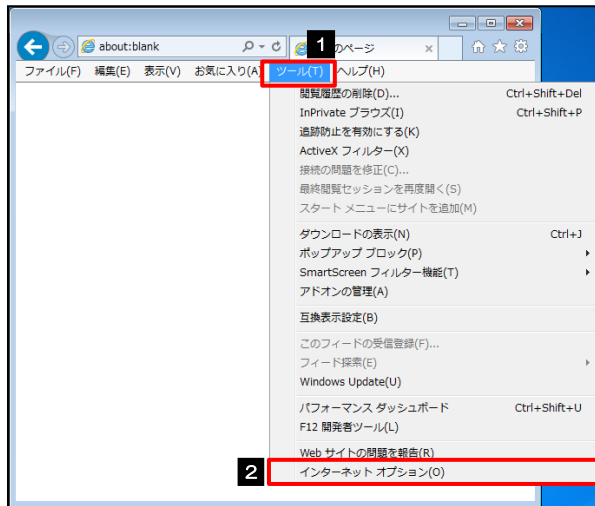 1
about:blank
のページ
ファイル(F) 編集(E) 表示(V) お気に入り(A) ツール(T) ヘルプ(H)
閲覧履歴の削除(D)... Ctrl+Shift+Del
InPrivate ブラウズ(I) Ctrl+Shift+P
追跡防止を有効にする(K)
ActiveX フィルター(X)
接続の問題を修正(C)...
最終閲覧セッションを再度開く(S)
スタート メニューにサイトを追加(M)
ダウンロードの表示(N) Ctrl+J
ポップアップ ブロック(P)
SmartScreen フィルター機能(T)
アドオンの管理(A)
互換表示設定(B)
このフィードの受信登録(F)...
フィード探索(E)
Windows Update(U)
パフォーマンス ダッシュボード Ctrl+Shift+U
F12 開発者ツール(L)
Web サイトの問題を報告(R)
2 インターネット オプション(O)